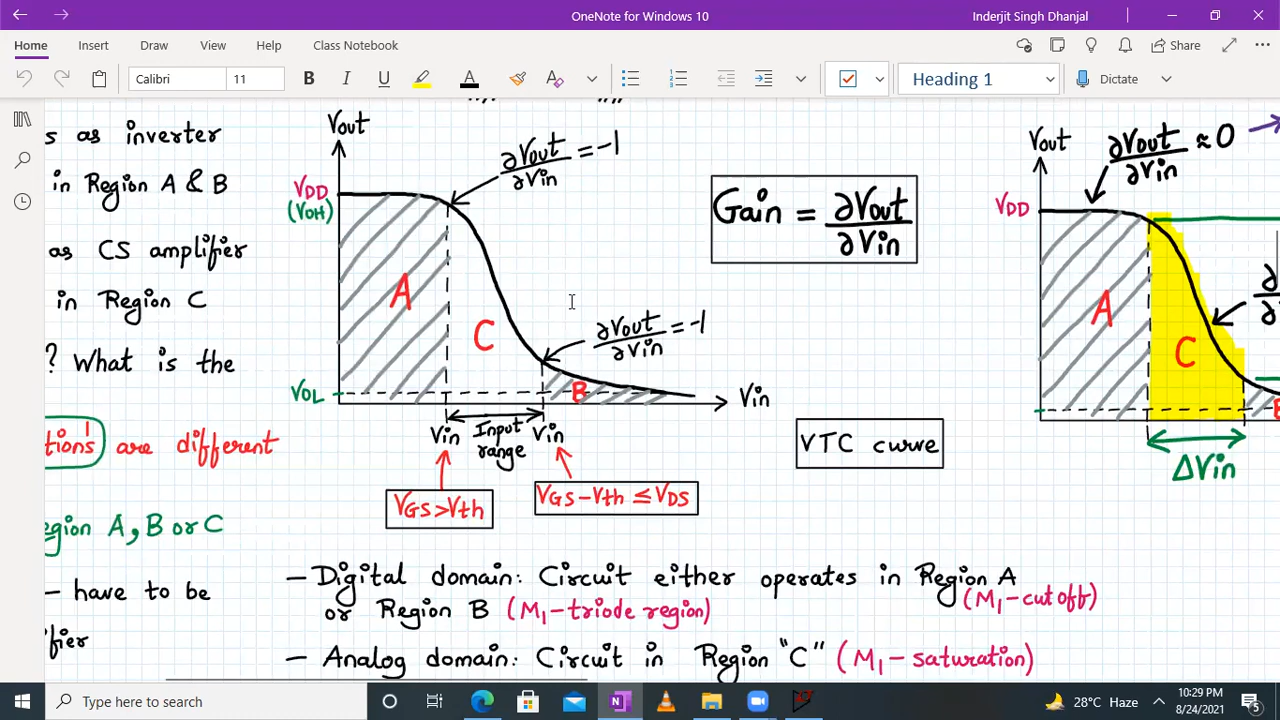 OneNote for Windows 10
Inderjit Singh Dhanjal
Home Insert Draw View Help Class Notebook
Share
Calibri 11 B I U A Heading 1 Dictate
s as inverter
in Region A & B
as CS amplifier
in Region C
? What is the
tions' are different
egion A, B or C
- have to be
ifier
Vout
∂Vout/∂Vin = -1
VDD
(VOH)
A
C
∂Vout/∂Vin = -1
B
VOL
Vin
Vin Input range Vin
VGS>Vth
VGS-Vth ≤ VDS
Gain = ∂Vout/∂Vin
VTC curve
Vout
∂Vout/∂Vin ≈ 0
VDD
A
C
ΔVin
- Digital domain: Circuit either operates in Region A
(M1-cutoff)
or Region B (M1-triode region)
- Analog domain: Circuit in Region "C" (M1-saturation)
Type here to search
28°C Haze
10:29 PM
8/24/2021
5